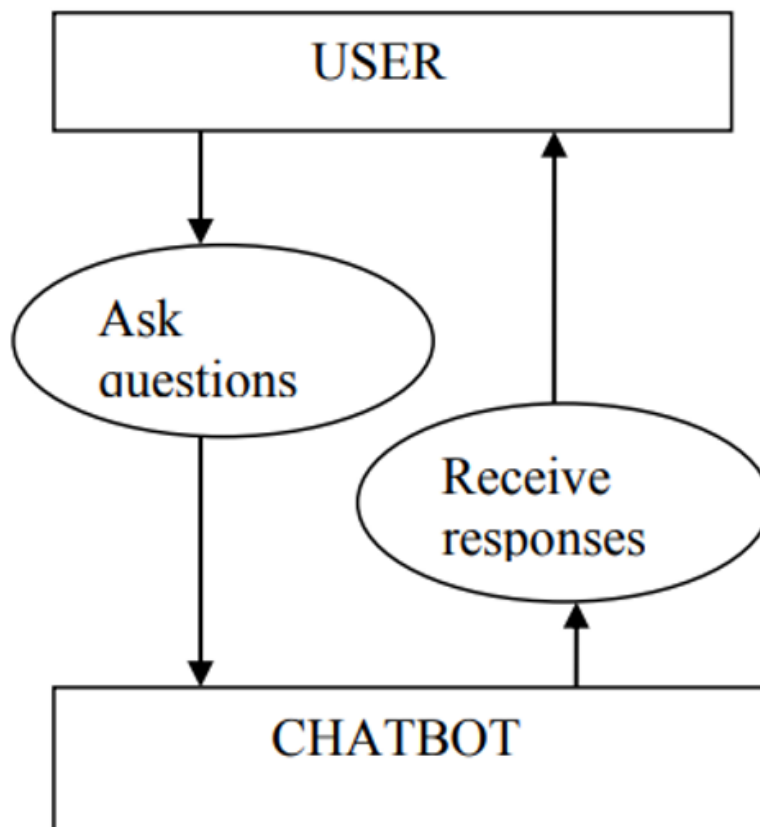 USER
Ask
questions
Receive
responses
CHATBOT